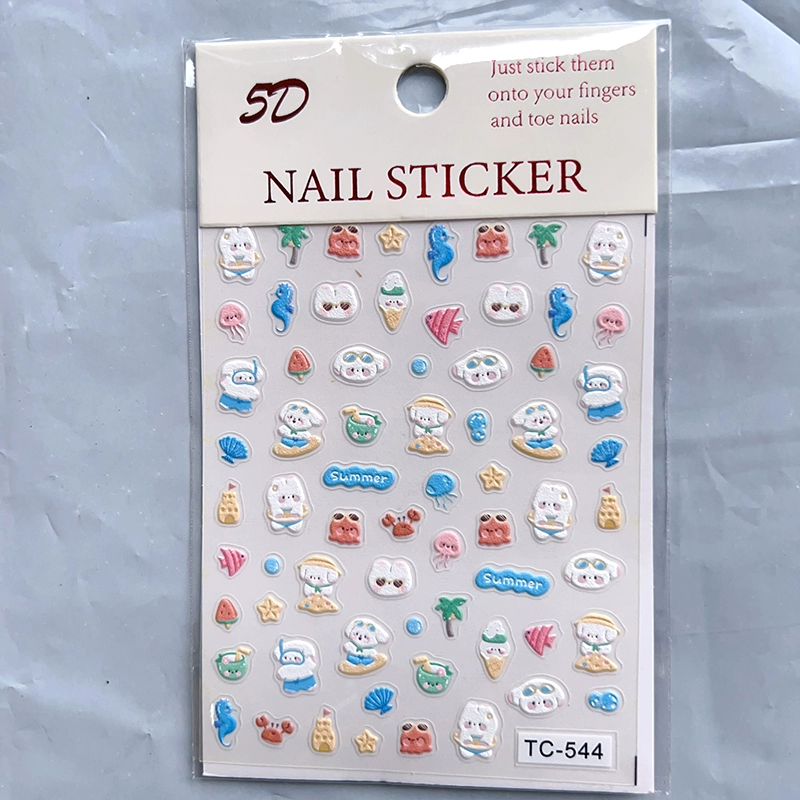 5D
Just stick them
onto your fingers
and toe nails
NAIL STICKER
Summer
Summer
TC-544